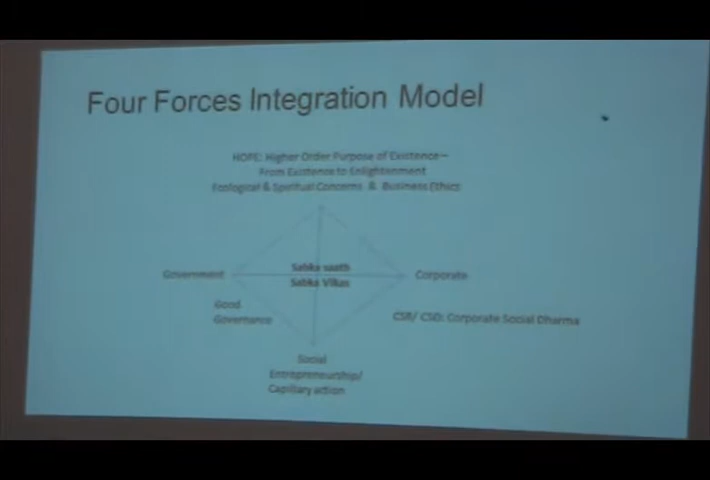 Four Forces Integration Model
HOPE: Higher Order Purpose of Existence–
From Existence to Enlightenment
Ecological & Spiritual Concerns & Business Ethics
Government
Sabka saath
Sabka Vikas
Corporate
Good
Governance
CSR/ CSD: Corporate Social Dharma
Social
Entrepreneurship/
Capillary action